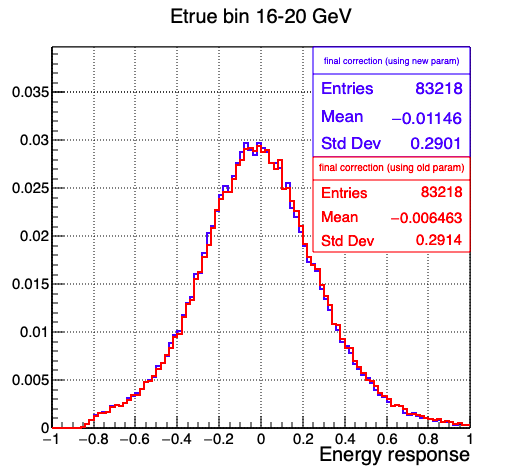 Etrue bin 16-20 GeV
final correction (using new param)
Entries 83218
Mean −0.01146
Std Dev 0.2901
final correction (using old param)
Entries 83218
Mean −0.006463
Std Dev 0.2914
0.035
0.03
0.025
0.02
0.015
0.01
0.005
0
−1 −0.8 −0.6 −0.4 −0.2 0 0.2 0.4 0.6 0.8 1
Energy response